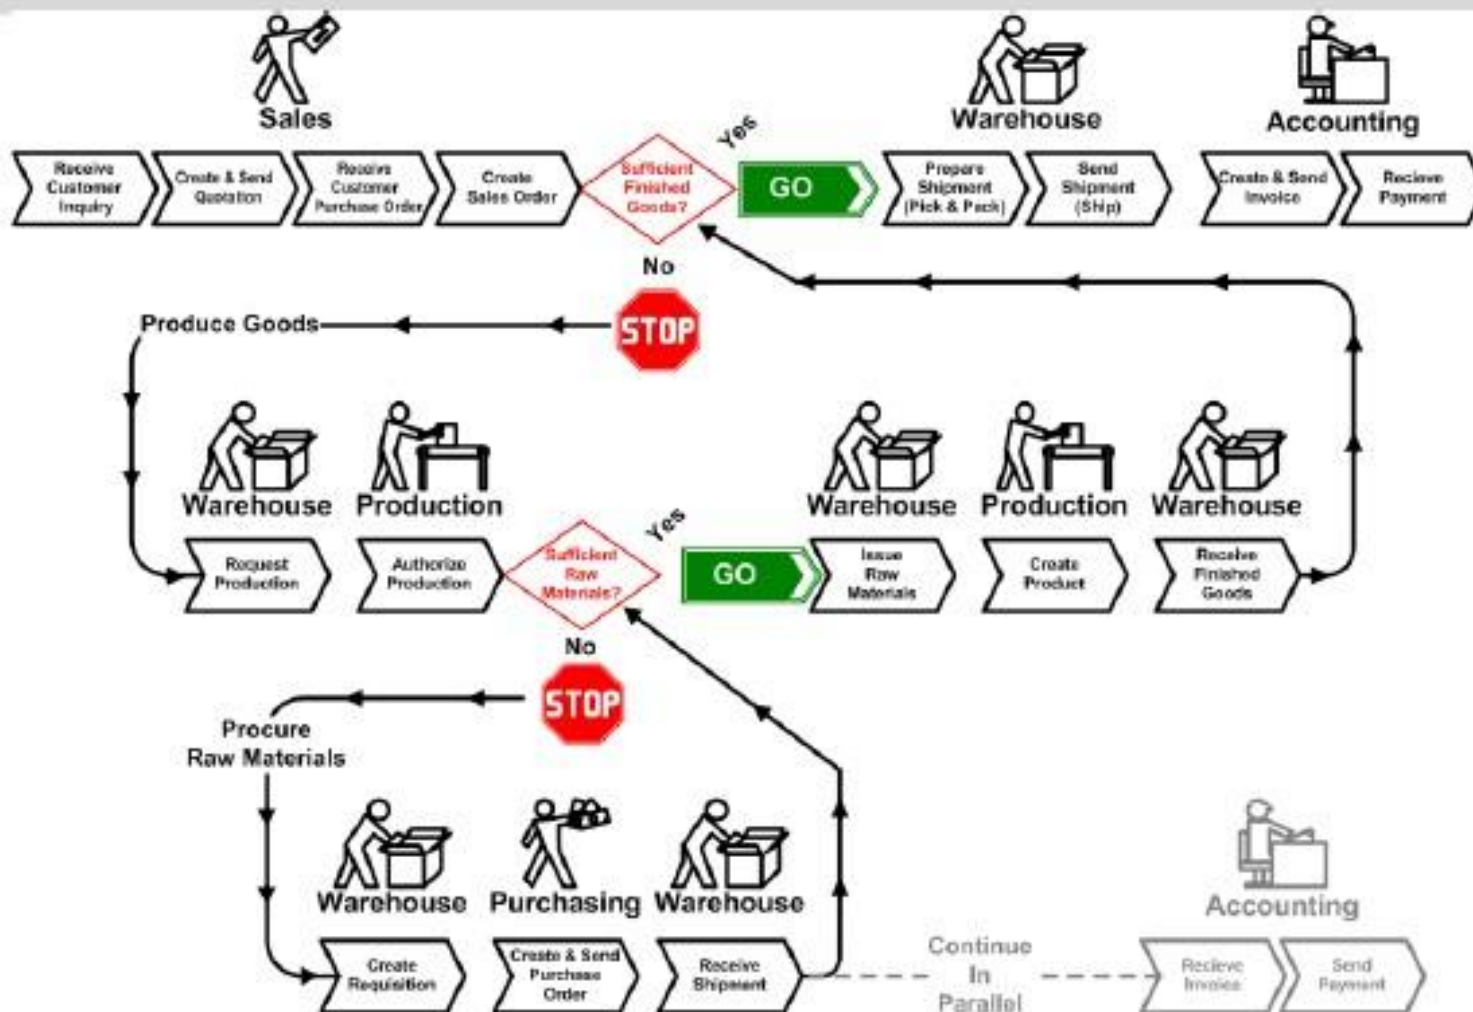 Sales
Warehouse
Accounting
Receive
Customer
Inquiry
Create & Send
Quotation
Receive
Customer
Purchase Order
Create
Sales Order
Sufficient
Finished
Goods?
Yes
GO
Prepare
Shipment
(Pick & Pack)
Send
Shipment
(Ship)
Create & Send
Invoice
Recieve
Payment
No
STOP
Produce Goods
Warehouse
Production
Warehouse
Production
Warehouse
Request
Production
Authorize
Production
Sufficient
Raw
Materials?
Yes
GO
Issue
Raw
Materials
Create
Product
Receive
Finished
Goods
No
STOP
Procure
Raw Materials
Warehouse
Purchasing
Warehouse
Accounting
Create
Requisition
Create & Send
Purchase
Order
Receive
Shipment
Continue
In
Parallel
Recieve
Invoice
Send
Payment